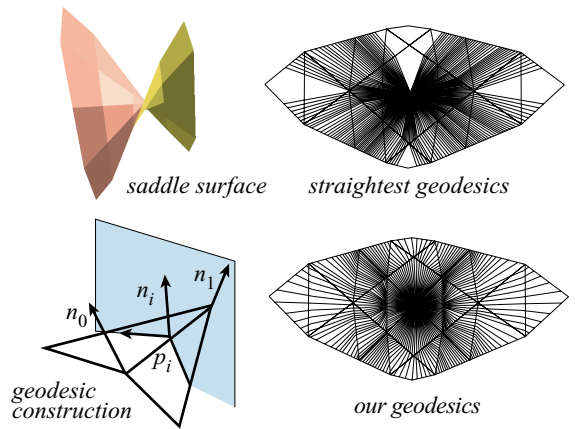 saddle surface
straightest geodesics
n₁
nᵢ
n₀
pᵢ
geodesic
construction
our geodesics